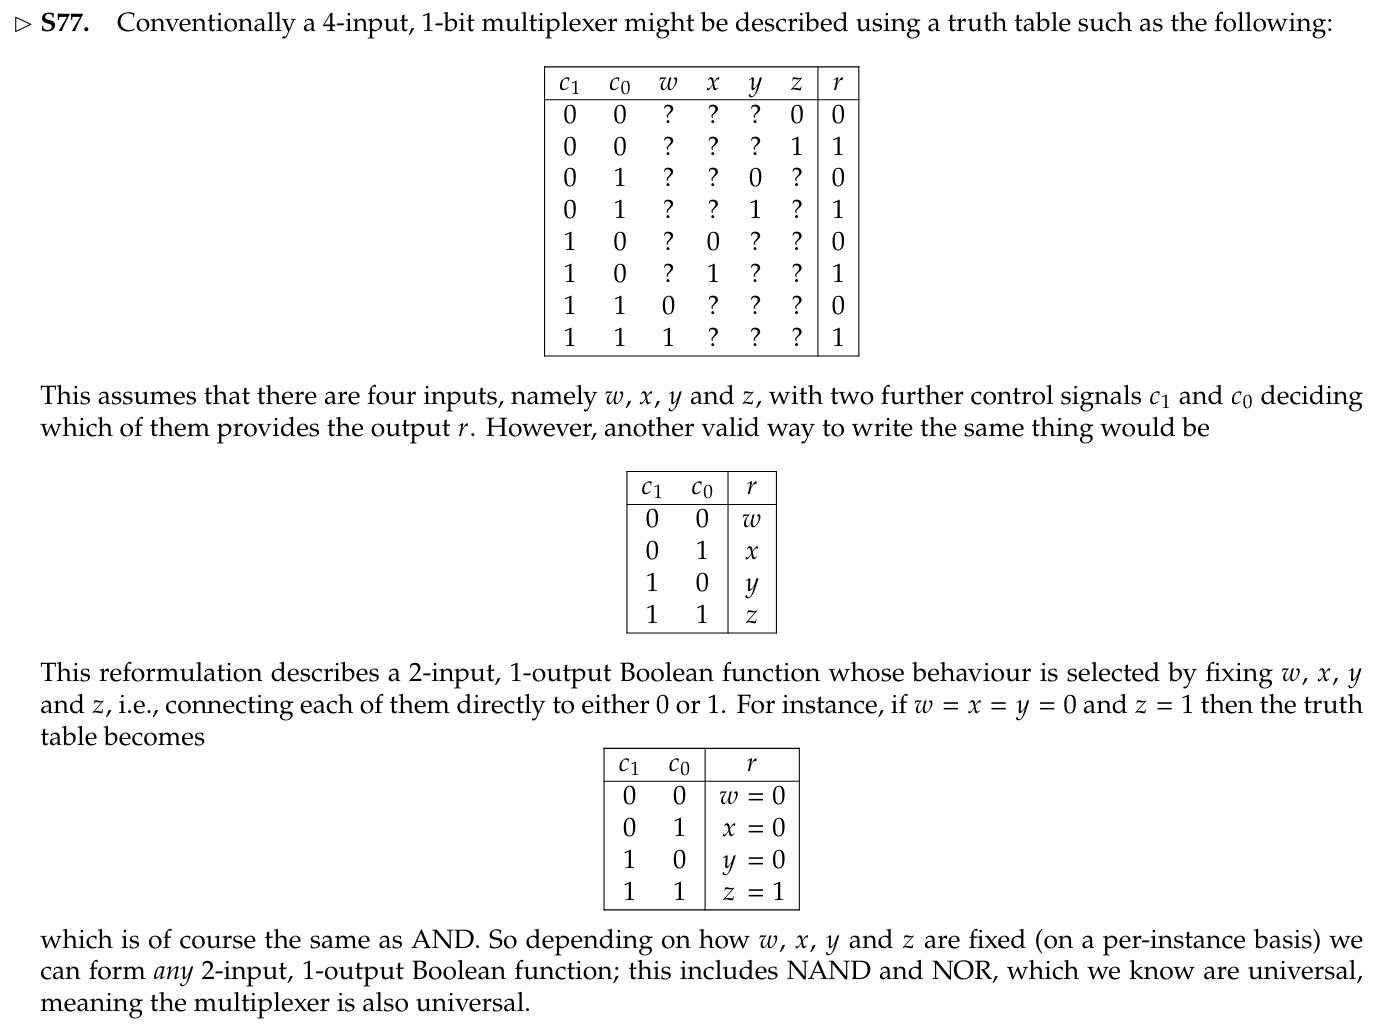 ▷ S77. Conventionally a 4-input, 1-bit multiplexer might be described using a truth table such as the following:
c₁ c₀ w x y z r
0 0 ? ? ? 0 0
0 0 ? ? ? 1 1
0 1 ? ? 0 ? 0
0 1 ? ? 1 ? 1
1 0 ? 0 ? ? 0
1 0 ? 1 ? ? 1
1 1 0 ? ? ? 0
1 1 1 ? ? ? 1
This assumes that there are four inputs, namely w, x, y and z, with two further control signals c₁ and c₀ deciding
which of them provides the output r. However, another valid way to write the same thing would be
c₁ c₀ r
0 0 w
0 1 x
1 0 y
1 1 z
This reformulation describes a 2-input, 1-output Boolean function whose behaviour is selected by fixing w, x, y
and z, i.e., connecting each of them directly to either 0 or 1. For instance, if w = x = y = 0 and z = 1 then the truth
table becomes
c₁ c₀ r
0 0 w = 0
0 1 x = 0
1 0 y = 0
1 1 z = 1
which is of course the same as AND. So depending on how w, x, y and z are fixed (on a per-instance basis) we
can form any 2-input, 1-output Boolean function; this includes NAND and NOR, which we know are universal,
meaning the multiplexer is also universal.